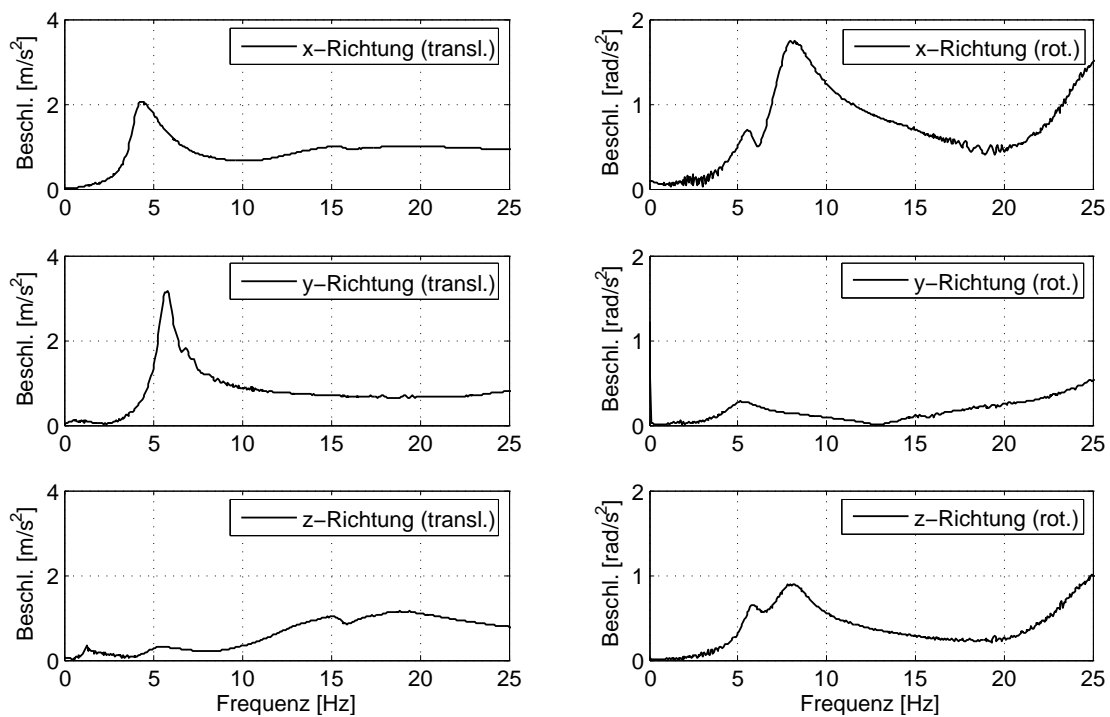 4
2
0
Beschl. [m/s²]
x−Richtung (transl.)
0 5 10 15 20 25
2
1
0
Beschl. [rad/s²]
x−Richtung (rot.)
0 5 10 15 20 25
4
2
0
Beschl. [m/s²]
y−Richtung (transl.)
0 5 10 15 20 25
2
1
0
Beschl. [rad/s²]
y−Richtung (rot.)
0 5 10 15 20 25
4
2
0
Beschl. [m/s²]
z−Richtung (transl.)
0 5 10 15 20 25
Frequenz [Hz]
2
1
0
Beschl. [rad/s²]
z−Richtung (rot.)
0 5 10 15 20 25
Frequenz [Hz]